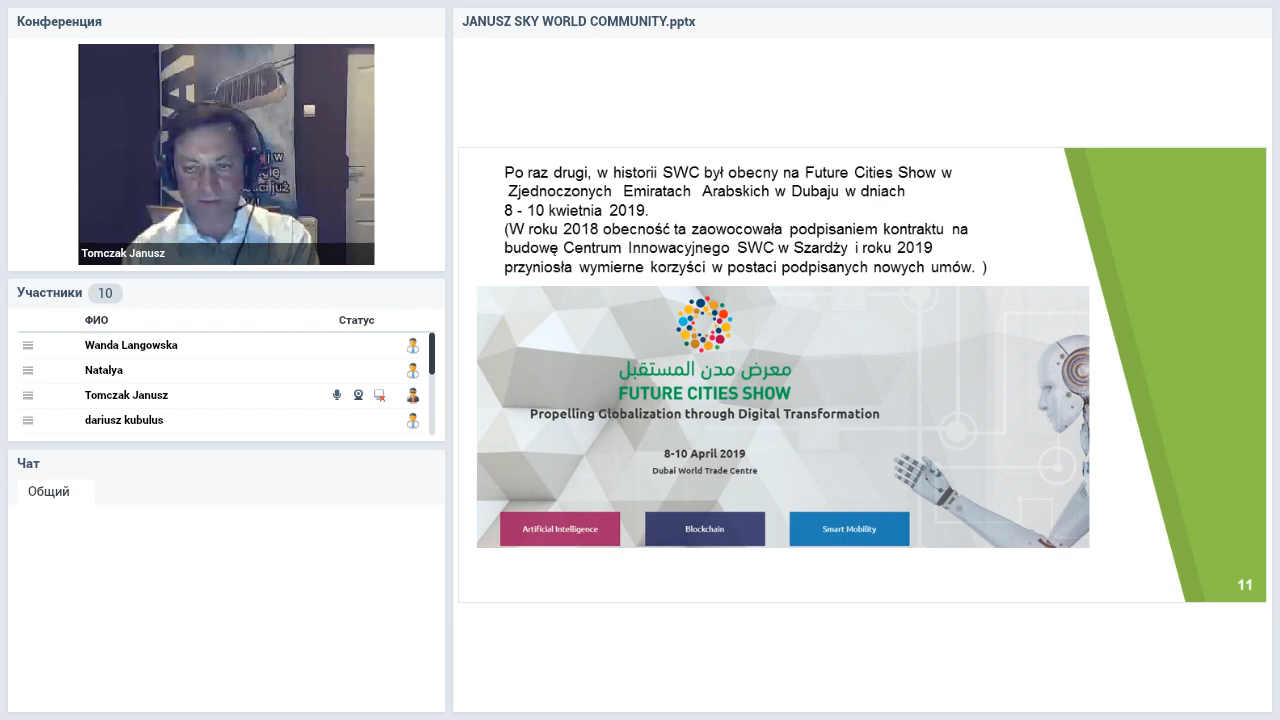 Конференция
Tomczak Janusz
Участники 10
ФИО Статус
Wanda Langowska
Natalya
Tomczak Janusz
dariusz kubulus
Чат
Общий
JANUSZ SKY WORLD COMMUNITY.pptx
Po raz drugi, w historii SWC był obecny na Future Cities Show w
Zjednoczonych Emiratach Arabskich w Dubaju w dniach
8 - 10 kwietnia 2019.
(W roku 2018 obecność ta zaowocowała podpisaniem kontraktu na
budowę Centrum Innowacyjnego SWC w Szardży i roku 2019
przyniosła wymierne korzyści w postaci podpisanych nowych umów. )
معرض مدن المستقبل
FUTURE CITIES SHOW
Propelling Globalization through Digital Transformation
8-10 April 2019
Dubai World Trade Centre
Artificial Intelligence
Blockchain
Smart Mobility
11